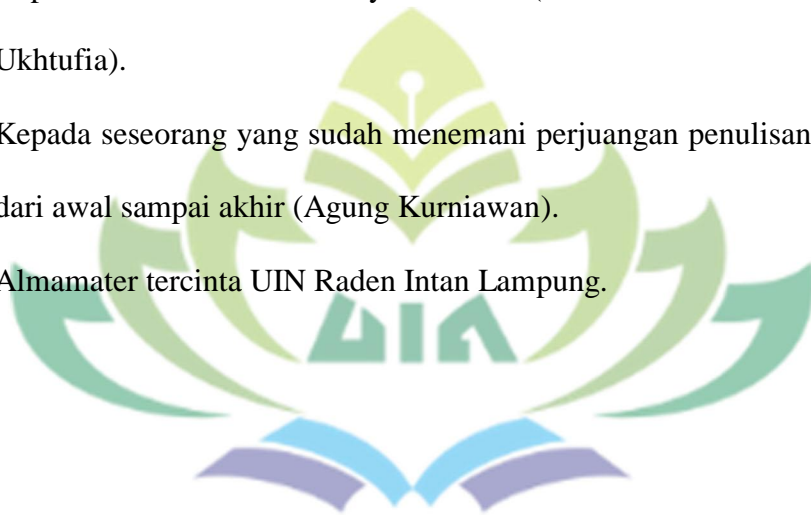 Ukhtufia).
Kepada seseorang yang sudah menemani perjuangan penulisan
dari awal sampai akhir (Agung Kurniawan).
Almamater tercinta UIN Raden Intan Lampung.
UIN